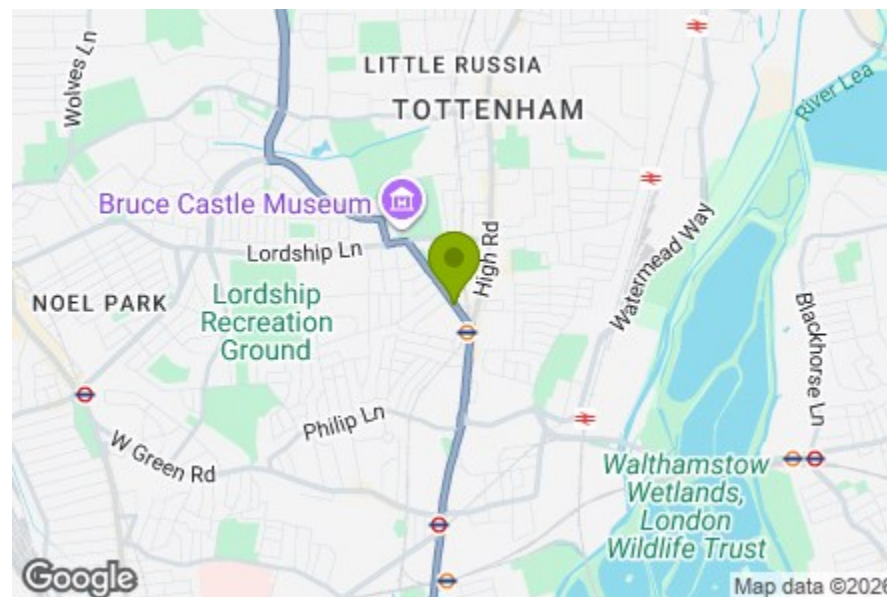 Wolves Ln
LITTLE RUSSIA
TOTTENHAM
River Lea
Bruce Castle Museum
Lordship Ln
High Rd
Watermead Way
NOEL PARK
Lordship
Recreation
Ground
Blackhorse Ln
Philip Ln
W Green Rd
Walthamstow
Wetlands,
London
Wildlife Trust
Google
Map data ©2026